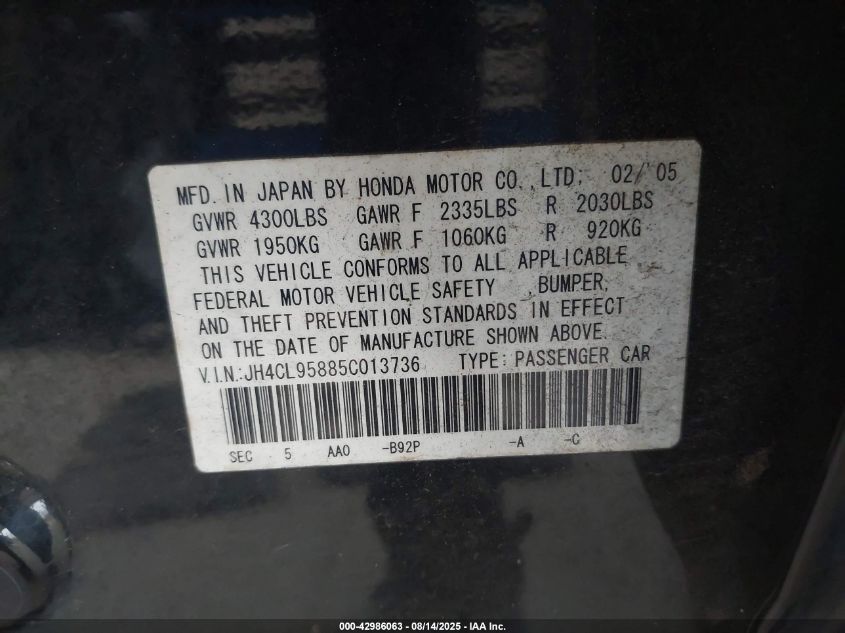 MFD. IN JAPAN BY HONDA MOTOR CO., LTD. 02/'05
GVWR 4300LBS GAWR F 2335LBS R 2030LBS
GVWR 1950KG GAWR F 1060KG R 920KG
THIS VEHICLE CONFORMS TO ALL APPLICABLE
FEDERAL MOTOR VEHICLE SAFETY , BUMPER,
AND THEFT PREVENTION STANDARDS IN EFFECT
ON THE DATE OF MANUFACTURE SHOWN ABOVE.
V.I.N.:JH4CL95885C013736 TYPE: PASSENGER CAR
SEC 5 AAO -B92P -A -C
000-42986063 - 08/14/2025 - IAA Inc.